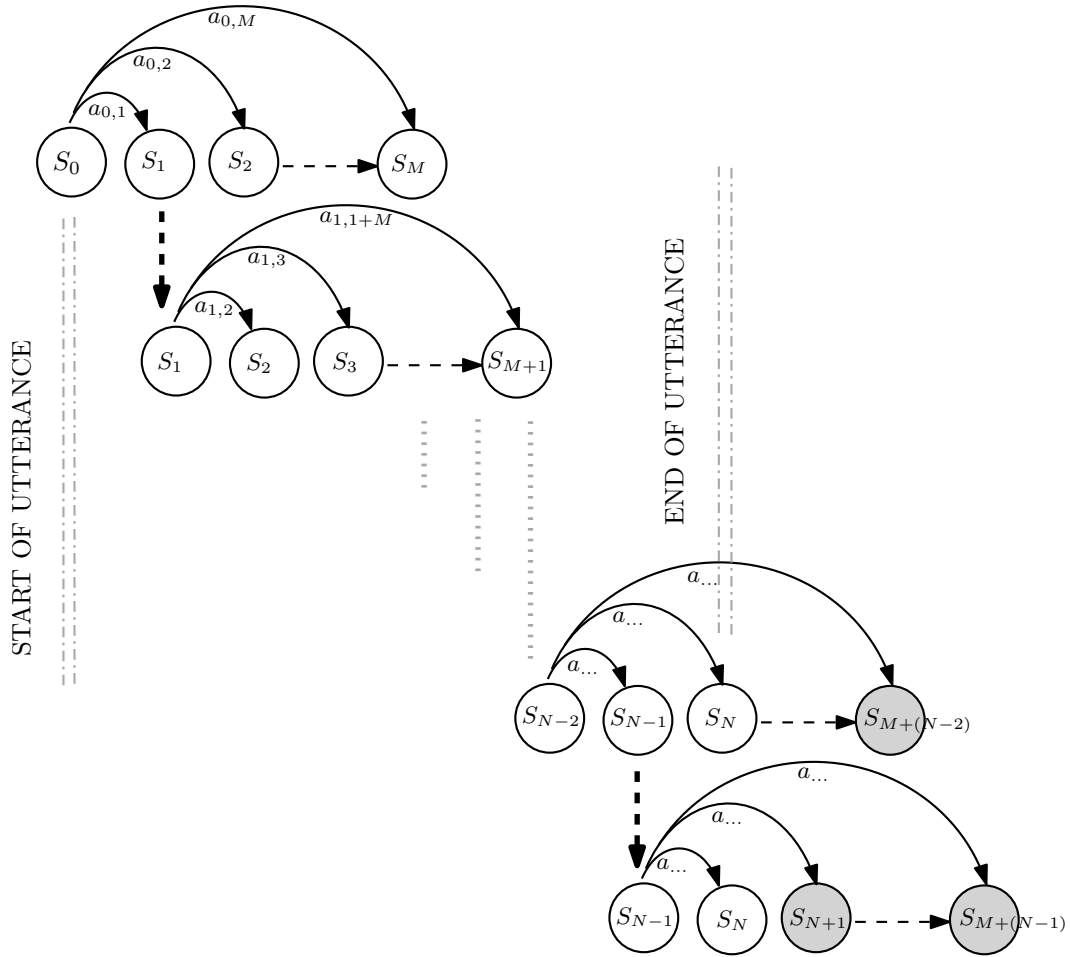 a_{0,M}
a_{0,2}
a_{0,1}
S_0 S_1 S_2 S_M
a_{1,1+M}
a_{1,3}
a_{1,2}
S_1 S_2 S_3 S_{M+1}
START OF UTTERANCE
END OF UTTERANCE
a_{...}
a_{...}
a_{...}
S_{N-2} S_{N-1} S_N S_{M+(N-2)}
a_{...}
a_{...}
a_{...}
S_{N-1} S_N S_{N+1} S_{M+(N-1)}